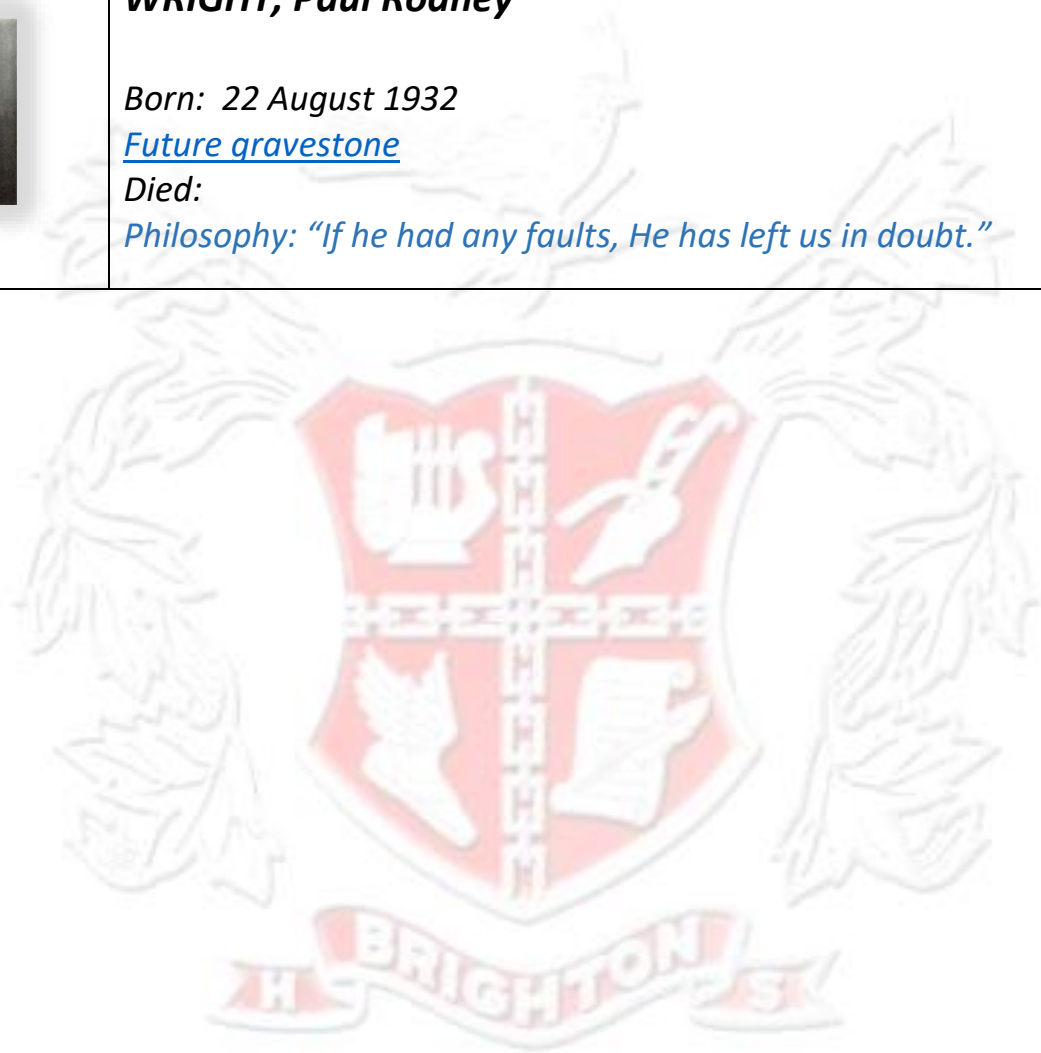 WRIGHT, Paul Rodney
Born: 22 August 1932
Future gravestone
Died:
Philosophy: “If he had any faults, He has left us in doubt.”
BRIGHTON
H S